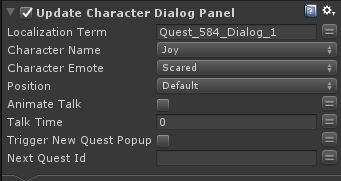 Update Character Dialog Panel
Localization Term Quest_584_Dialog_1
Character Name Joy
Character Emote Scared
Position Default
Animate Talk
Talk Time 0
Trigger New Quest Popup
Next Quest Id